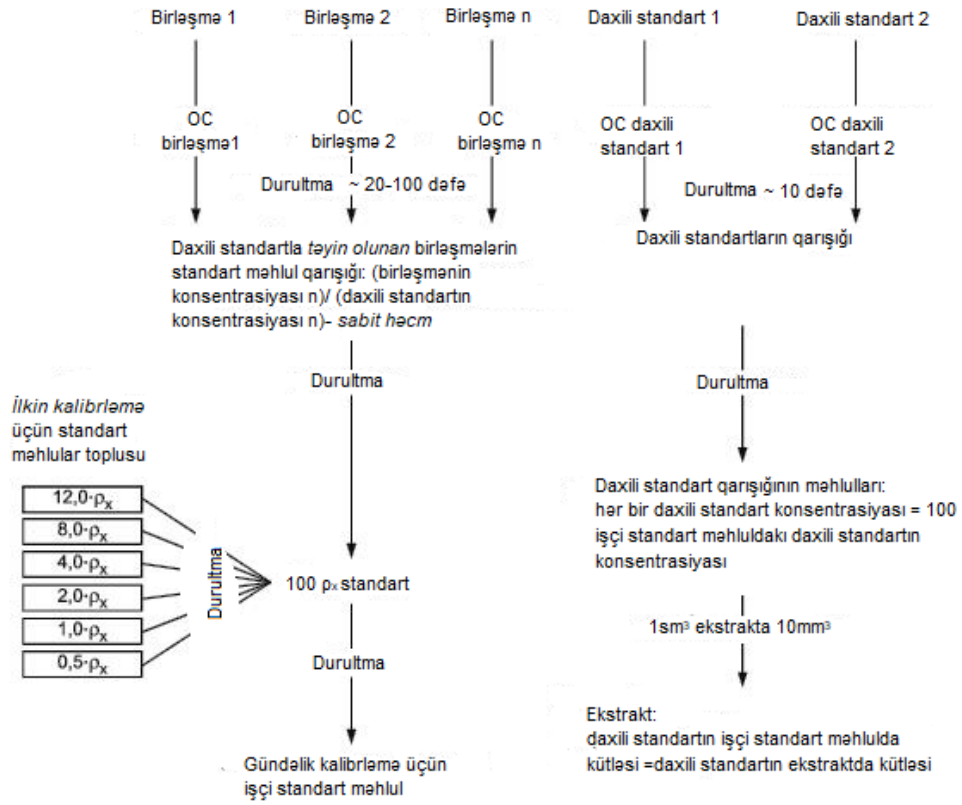 Birləşmə 1
Birləşmə 2
Birləşmə n
Daxili standart 1
Daxili standart 2
OC
birləşmə1
OC
birləşmə 2
OC
birləşmə n
OC daxili
standart 1
OC daxili
standart 2
Durultma ~ 20-100 dəfə
Durultma ~ 10 dəfə
Daxili standartla təyin olunan birləşmələrin
standart məhlul qarışığı: (birləşmənin
konsentrasiyası n)/ (daxili standartın
konsentrasiyası n)- sabit həcm
Daxili standartların qarışığı
Durultma
Durultma
İlkin kalibrləmə
üçün standart
məhlular toplusu
12,0·ρx
8,0·ρx
4,0·ρx
2,0·ρx
1,0·ρx
0,5·ρx
Durultma
100 ρx standart
Daxili standart qarışığının məhlulları:
hər bir daxili standart konsentrasiyası = 100
işçi standart məhluldakı daxili standartın
konsentrasiyası
1sm³ ekstrakta 10mm³
Durultma
Gündəlik kalibrləmə üçün
işçi standart məhlul
Ekstrakt:
daxili standartın işçi standart məhlulda
kütləsi =daxili standartın ekstraktda kütləsi